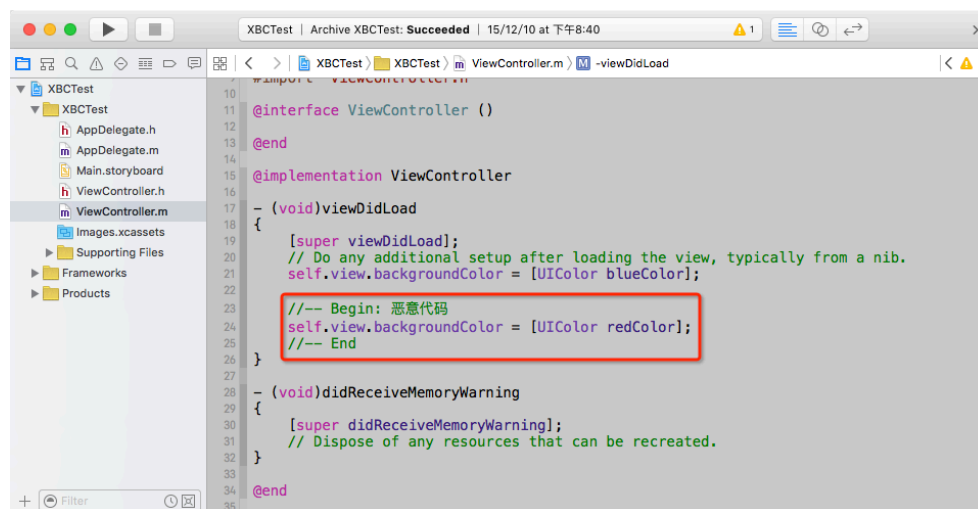 XBCTest | Archive XBCTest: Succeeded | 15/12/10 at 下午8:40
1
XBCTest
XBCTest
ViewController.m
M -viewDidLoad
XBCTest
XBCTest
h AppDelegate.h
m AppDelegate.m
Main.storyboard
h ViewController.h
m ViewController.m
Images.xcassets
Supporting Files
Frameworks
Products
Filter
10
11 @interface ViewController ()
12
13 @end
14
15 @implementation ViewController
16
17 - (void)viewDidLoad
18 {
19 [super viewDidLoad];
20 // Do any additional setup after loading the view, typically from a nib.
21 self.view.backgroundColor = [UIColor blueColor];
22
23 //-- Begin: 恶意代码
24 self.view.backgroundColor = [UIColor redColor];
25 //-- End
26 }
27
28 - (void)didReceiveMemoryWarning
29 {
30 [super didReceiveMemoryWarning];
31 // Dispose of any resources that can be recreated.
32 }
33
34 @end
35